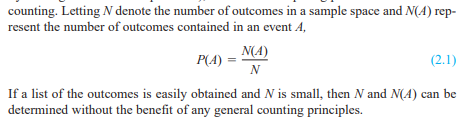 counting. Letting N denote the number of outcomes in a sample space and N(A) rep-
resent the number of outcomes contained in an event A,
P(A) = N(A)/N (2.1)
If a list of the outcomes is easily obtained and N is small, then N and N(A) can be
determined without the benefit of any general counting principles.